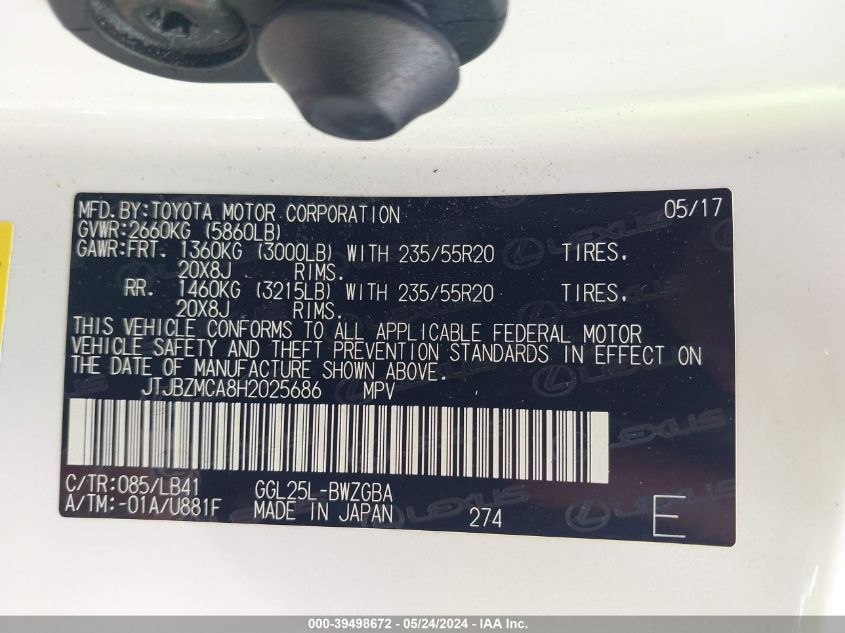 MFD. BY:TOYOTA MOTOR CORPORATION 05/17
GVWR:2660KG (5860LB)
GAWR:FRT. 1360KG (3000LB) WITH 235/55R20 TIRES.
20X8J RIMS.
RR. 1460KG (3215LB) WITH 235/55R20 TIRES.
20X8J RIMS.
THIS VEHICLE CONFORMS TO ALL APPLICABLE FEDERAL MOTOR
VEHICLE SAFETY AND THEFT PREVENTION STANDARDS IN EFFECT ON
THE DATE OF MANUFACTURE SHOWN ABOVE.
JTJBZMCA8H2025686 MPV
C/TR:085/LB41 GGL25L-BWZGBA
A/TM:-01A/U881F MADE IN JAPAN 274 E
LEXUS
000-39498672 - 05/24/2024 - IAA Inc.